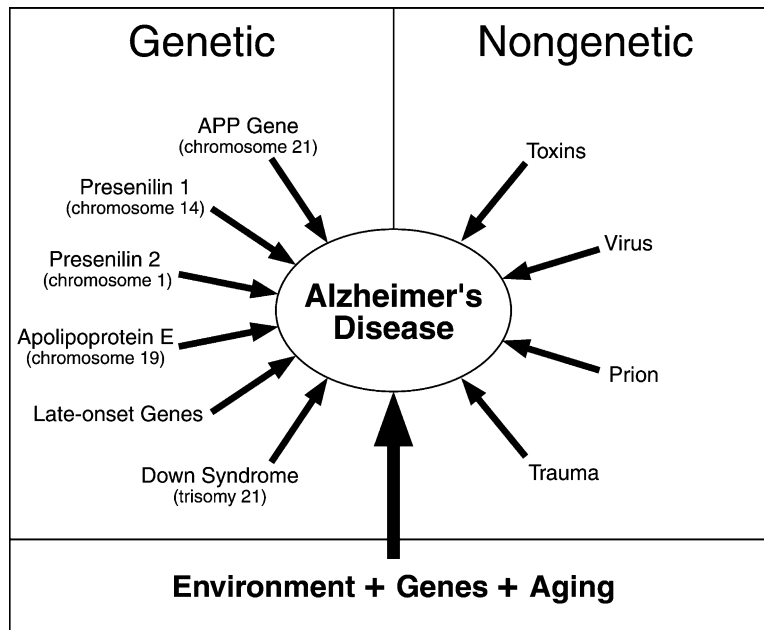 Genetic
Nongenetic
APP Gene
(chromosome 21)
Presenilin 1
(chromosome 14)
Presenilin 2
(chromosome 1)
Apolipoprotein E
(chromosome 19)
Late-onset Genes
Down Syndrome
(trisomy 21)
Toxins
Virus
Prion
Trauma
Alzheimer's
Disease
Environment + Genes + Aging